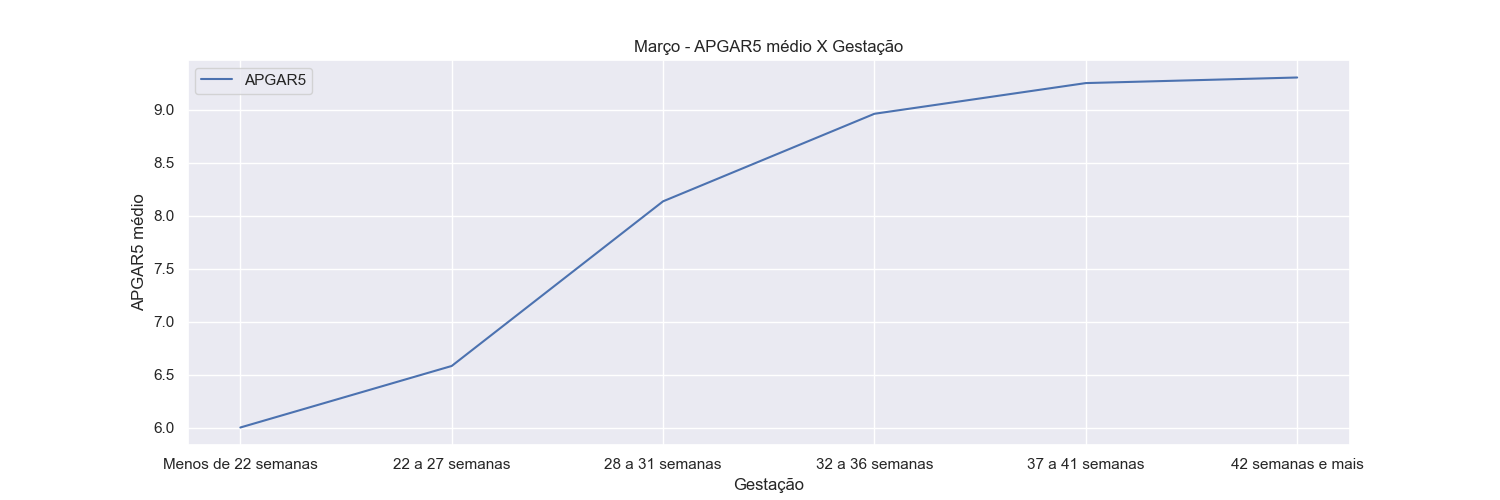 Março - APGAR5 médio X Gestação
APGAR5
9.0
8.5
8.0
7.5
7.0
6.5
6.0
APGAR5 médio
Menos de 22 semanas
22 a 27 semanas
28 a 31 semanas
32 a 36 semanas
37 a 41 semanas
42 semanas e mais
Gestação